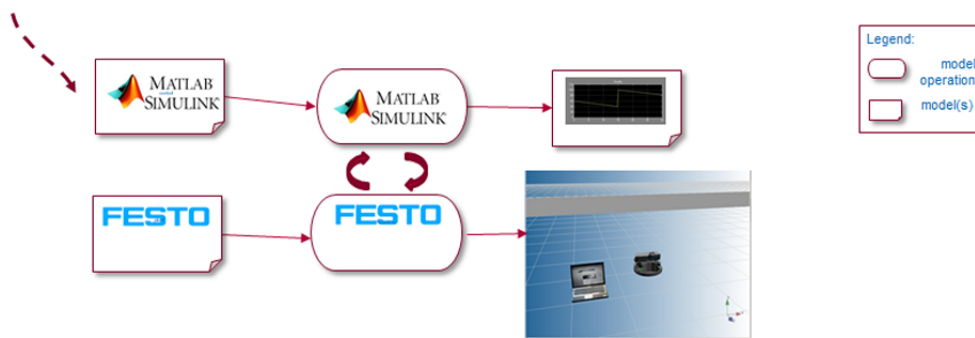 MATLAB
SIMULINK
MATLAB
SIMULINK
FESTO
FESTO
Legend:
model
operation
model(s)